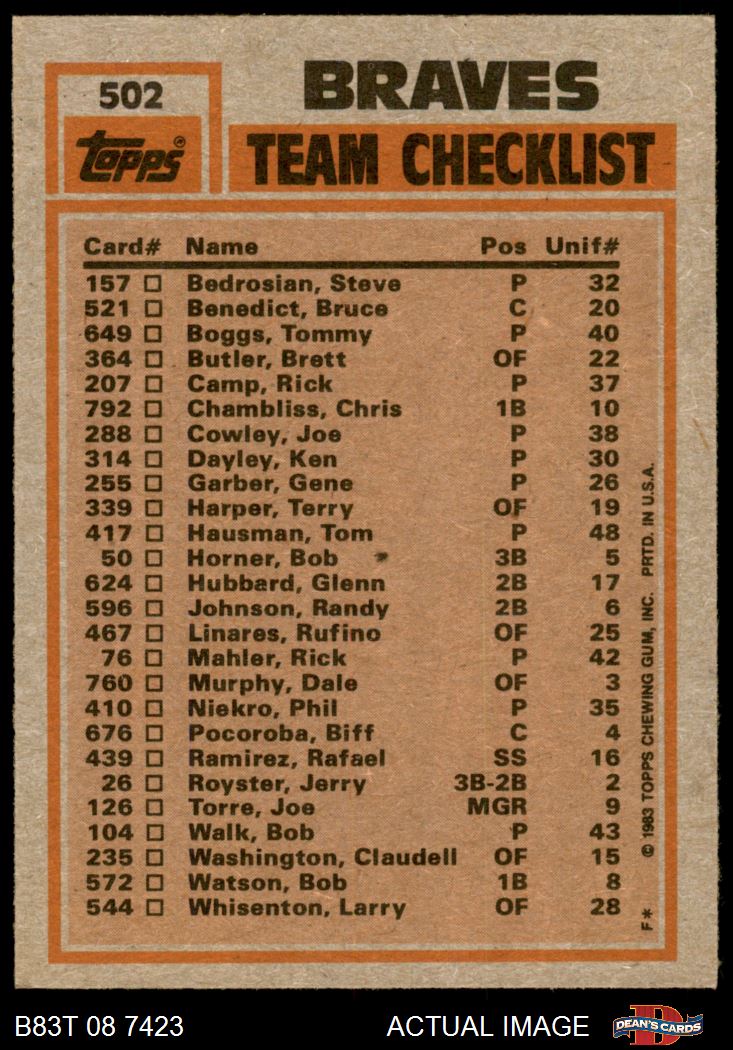 502
BRAVES
Topps®
TEAM CHECKLIST
Card# Name Pos Unif#
157 Bedrosian, Steve P 32
521 Benedict, Bruce C 20
649 Boggs, Tommy P 40
364 Butler, Brett OF 22
207 Camp, Rick P 37
792 Chambliss, Chris 1B 10
288 Cowley, Joe P 38
314 Dayley, Ken P 30
255 Garber, Gene P 26
339 Harper, Terry OF 19
417 Hausman, Tom P 48
50 Horner, Bob 3B 5
624 Hubbard, Glenn 2B 17
596 Johnson, Randy 2B 6
467 Linares, Rufino OF 25
76 Mahler, Rick P 42
760 Murphy, Dale OF 3
410 Niekro, Phil P 35
676 Pocoroba, Biff C 4
439 Ramirez, Rafael SS 16
26 Royster, Jerry 3B-2B 2
126 Torre, Joe MGR 9
104 Walk, Bob P 43
235 Washington, Claudell OF 15
572 Watson, Bob 1B 8
544 Whisenton, Larry OF 28
F* © 1983 TOPPS CHEWING GUM, INC. PRTD. IN U.S.A.
B83T 08 7423 ACTUAL IMAGE
D
DEAN'S CARDS